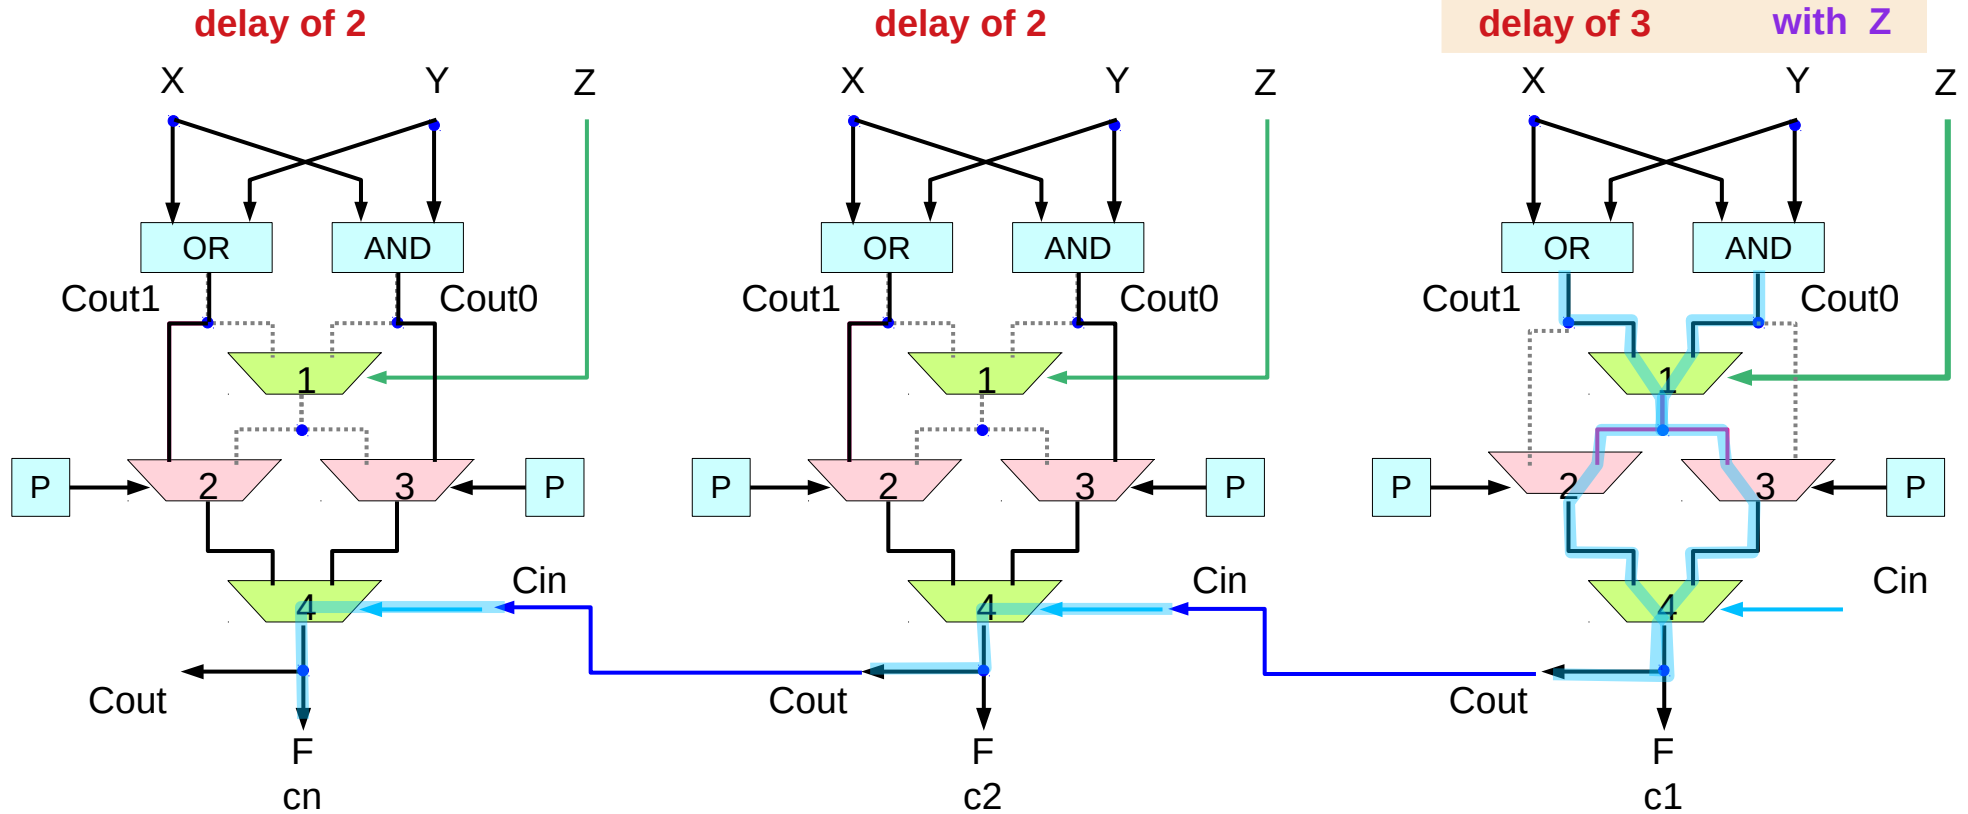 delay of 2
delay of 2
delay of 3 with Z
X Y Z
X Y Z
X Y Z
OR AND
OR AND
OR AND
Cout1 Cout0
Cout1 Cout0
Cout1 Cout0
1
1
1
P 2 3 P
P 2 3 P
P 2 3 P
Cin
Cin
Cin
4
4
4
Cout
Cout
Cout
F
F
F
cn
c2
c1